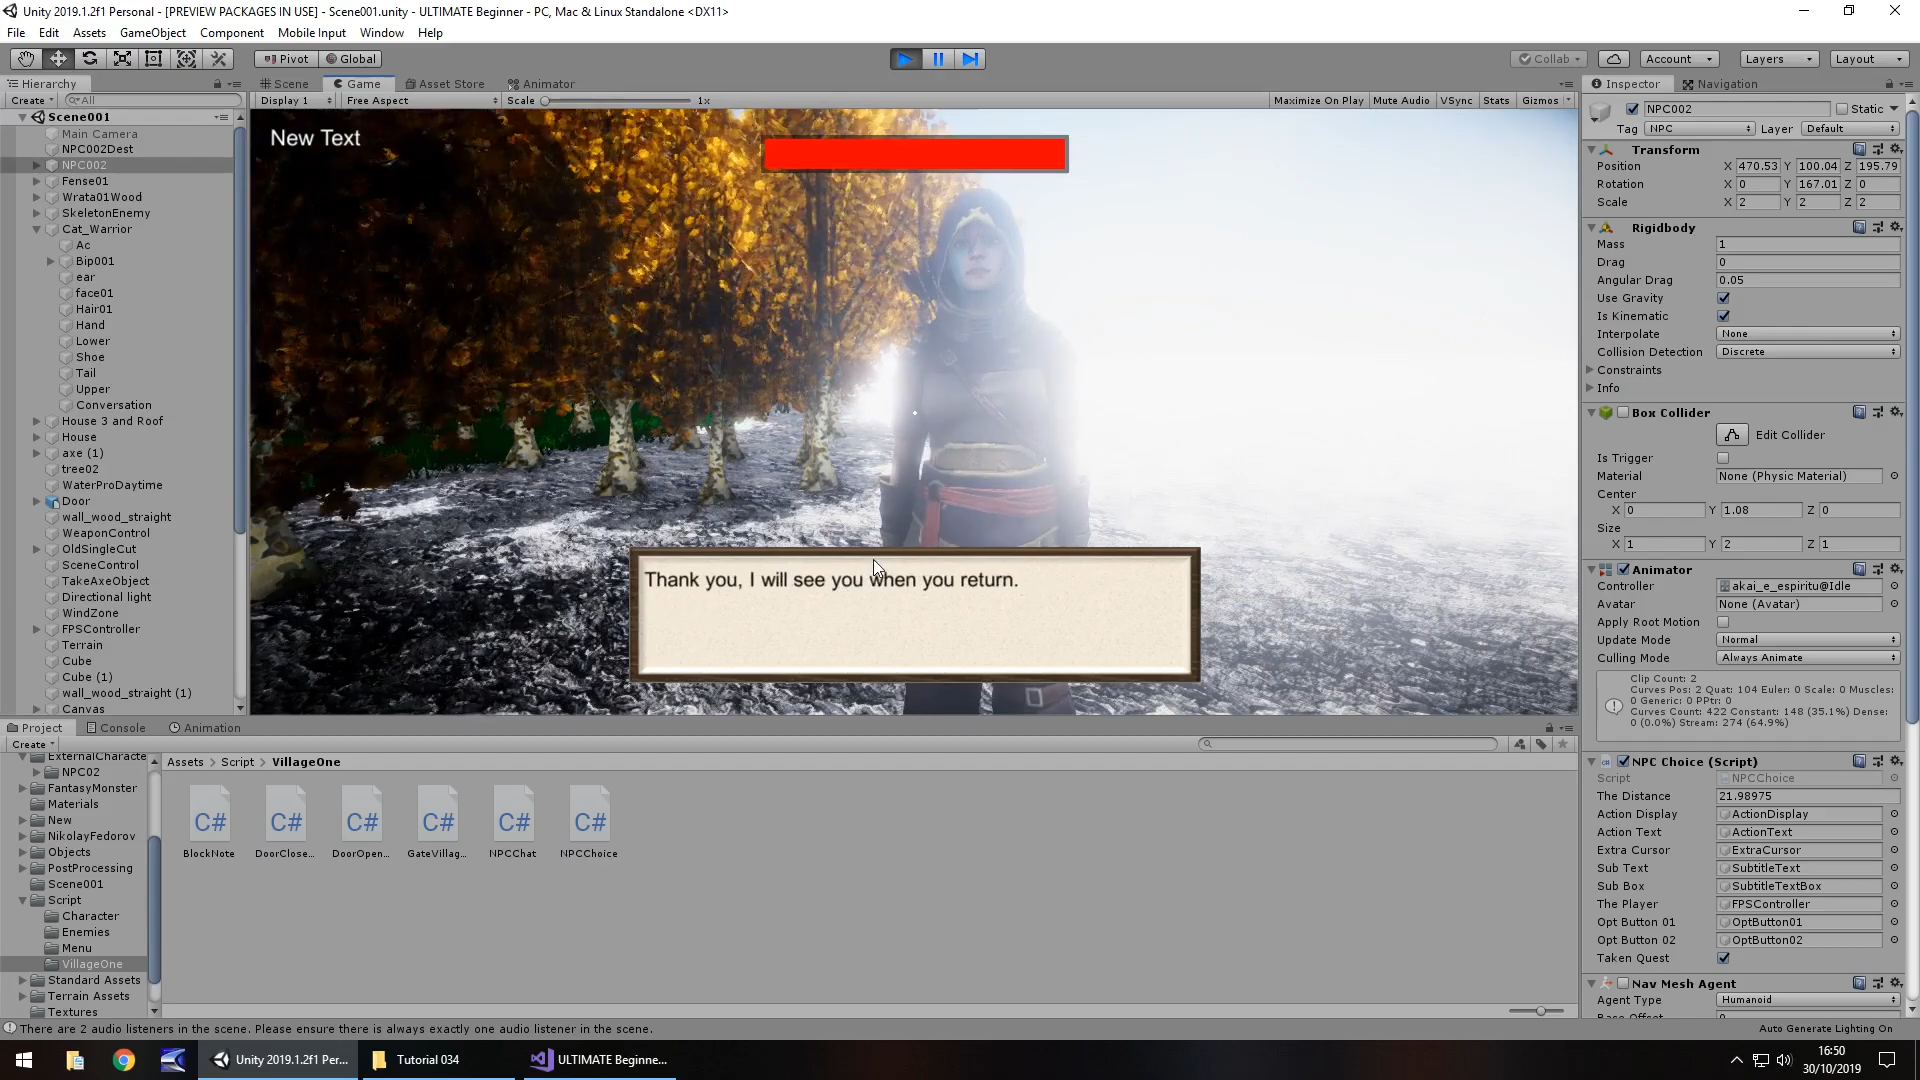 Unity 2019.1.2f1 Personal - [PREVIEW PACKAGES IN USE] - Scene001.unity - ULTIMATE Beginner - PC, Mac & Linux Standalone <DX11>
File Edit Assets GameObject Component Mobile Input Window Help
Pivot Global Collab Account Layers Layout
Hierarchy
Create All
Scene001
Main Camera
NPC002Dest
NPC002
Fense01
Wrata01Wood
SkeletonEnemy
Cat_Warrior
Ac
Bip001
ear
face01
Hair01
Hand
Lower
Shoe
Tail
Upper
Conversation
House 3 and Roof
House
axe (1)
tree02
WaterProDaytime
Door
wall_wood_straight
WeaponControl
OldSingleCut
SceneControl
TakeAxeObject
Directional light
WindZone
FPSController
Terrain
Cube
Cube (1)
wall_wood_straight (1)
Canvas
Scene Game Asset Store Animator
Display 1 Free Aspect Scale 1x Maximize On Play Mute Audio VSync Stats Gizmos
New Text
Thank you, I will see you when you return.
Inspector Navigation
NPC002 Static
Tag NPC Layer Default
Transform
Position X 470.53 Y 100.04 Z 195.79
Rotation X 0 Y 167.01 Z 0
Scale X 2 Y 2 Z 2
Rigidbody
Mass 1
Drag 0
Angular Drag 0.05
Use Gravity
Is Kinematic
Interpolate None
Collision Detection Discrete
Constraints
Info
Box Collider
Edit Collider
Is Trigger
Material None (Physic Material)
Center
X 0 Y 1.08 Z 0
Size
X 1 Y 2 Z 1
Animator
Controller akai_e_espiritu@Idle
Avatar None (Avatar)
Apply Root Motion
Update Mode Normal
Culling Mode Always Animate
Clip Count: 2
Curves Pos: 2 Quat: 104 Euler: 0 Scale: 0 Muscles:
0 Generic: 0 PPtr: 0
Curves Count: 422 Constant: 148 (35.1%) Dense:
0 (0.0%) Stream: 274 (64.9%)
NPC Choice (Script)
Script NPCChoice
The Distance 21.98975
Action Display ActionDisplay
Action Text ActionText
Extra Cursor ExtraCursor
Sub Text SubtitleText
Sub Box SubtitleTextBox
The Player FPSController
Opt Button 01 OptButton01
Opt Button 02 OptButton02
Taken Quest
Nav Mesh Agent
Agent Type Humanoid
Project Console Animation
Create
ExternalCharacte
NPC02
FantasyMonster
Materials
New
NikolayFedorov
Objects
PostProcessing
Scene001
Script
Character
Enemies
Menu
VillageOne
Standard Assets
Terrain Assets
Textures
Assets > Script > VillageOne
C# C# C# C# C# C#
BlockNote DoorClose... DoorOpen... GateVillag... NPCChat NPCChoice
There are 2 audio listeners in the scene. Please ensure there is always exactly one audio listener in the scene.
Auto Generate Lighting On
Unity 2019.1.2f1 Per... Tutorial 034 ULTIMATE Beginne...
16:50
30/10/2019